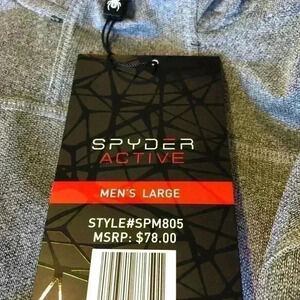 SPYDER
ACTIVE
MEN'S LARGE
STYLE#SPM805
MSRP: $78.00